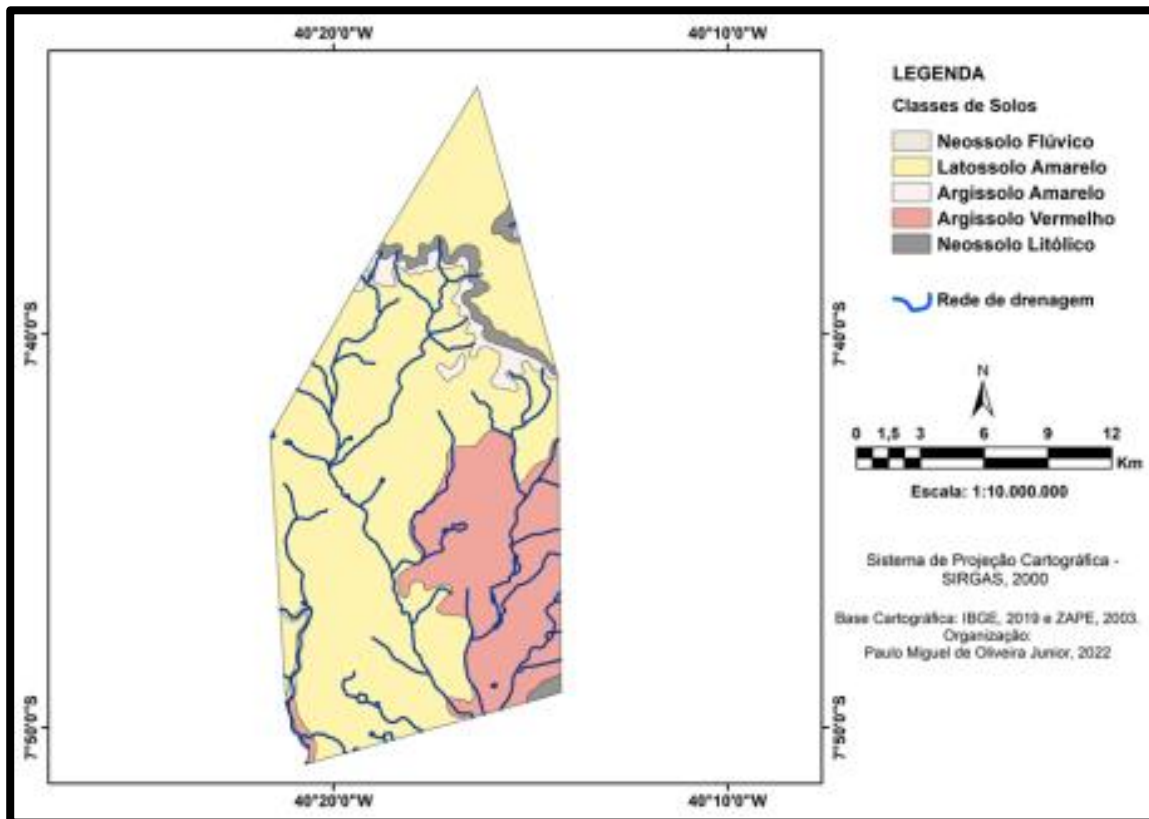 40°20'0"W
40°10'0"W
LEGENDA
Classes de Solos
Neossolo Flúvico
Latossolo Amarelo
Argissolo Amarelo
Argissolo Vermelho
Neossolo Litólico
Rede de drenagem
7°40'0"S
7°40'0"S
N
0 1,5 3 6 9 12
Km
Escala: 1:10.000.000
Sistema de Projeção Cartográfica -
SIRGAS, 2000
Base Cartográfica: IBGE, 2019 e ZAPE, 2003.
Organização:
Paulo Miguel de Oliveira Junior, 2022
7°50'0"S
7°50'0"S
40°20'0"W
40°10'0"W